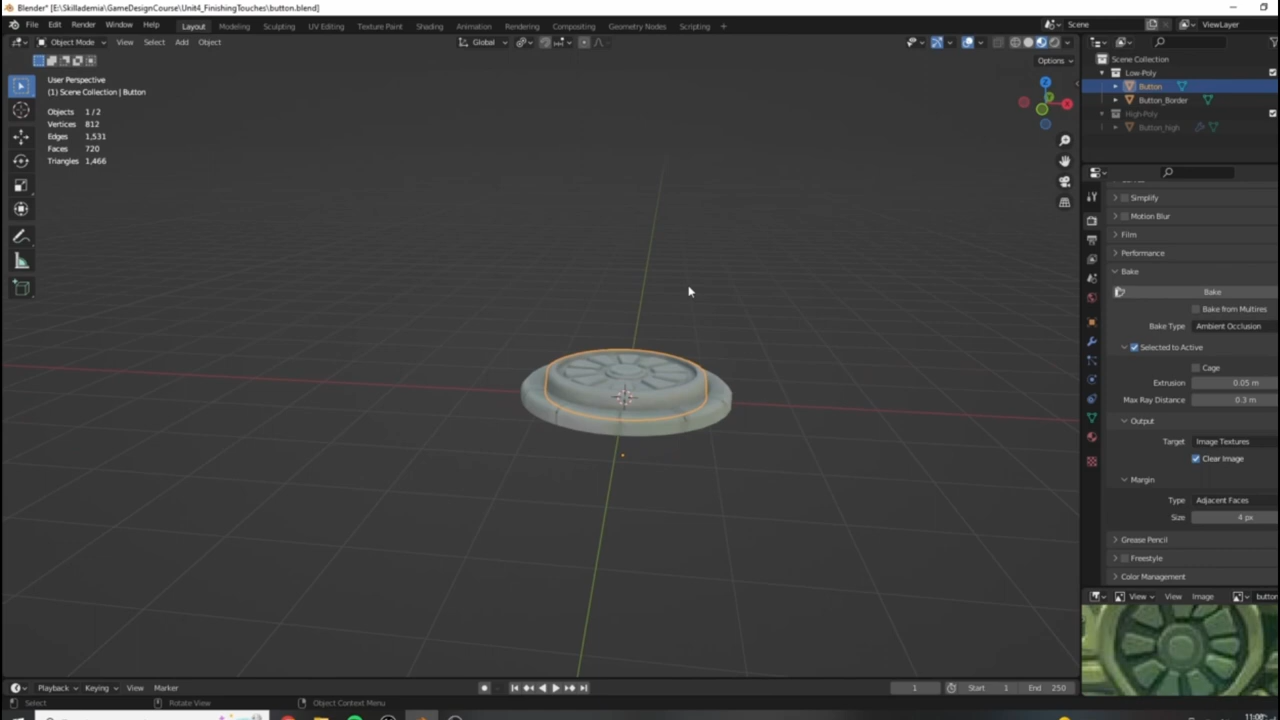 Blender* [E:\Skillademia\GameDesignCourse\Unit4_FinishingTouches\button.blend]
File Edit Render Window Help Layout Modeling Sculpting UV Editing Texture Paint Shading Animation Rendering Compositing Geometry Nodes Scripting + Scene ViewLayer
Object Mode View Select Add Object Global
Options
User Perspective
(1) Scene Collection | Button
Objects 1/2
Vertices 812
Edges 1,531
Faces 720
Triangles 1,466
X
Z
Scene Collection
Low-Poly
Button
Button_Border
High-Poly
Button_high
Simplify
Motion Blur
Film
Performance
Bake
Bake
Bake from Multires
Bake Type Ambient Occlusion
Selected to Active
Cage
Extrusion 0.05 m
Max Ray Distance 0.3 m
Output
Target Image Textures
Clear Image
Margin
Type Adjacent Faces
Size 4 px
Grease Pencil
Freestyle
Color Management
View View Image button
Playback Keying View Marker 1 Start 1 End 250
Select Rotate View Object Context Menu